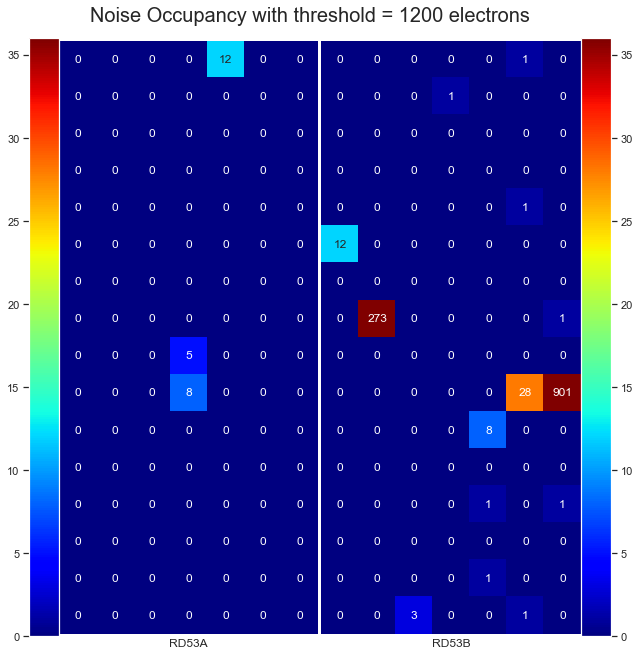 Noise Occupancy with threshold = 1200 electrons
35 0 0 0 0 12 0 0 0 0 0 0 0 1 0 35
0 0 0 0 0 0 0 0 0 0 1 0 0 0
30 0 0 0 0 0 0 0 0 0 0 0 0 0 0 30
0 0 0 0 0 0 0 0 0 0 0 0 0 0
25 0 0 0 0 0 0 0 0 0 0 0 0 1 0 25
0 0 0 0 0 0 0 12 0 0 0 0 0 0
0 0 0 0 0 0 0 0 0 0 0 0 0 0
20 0 0 0 0 0 0 0 0 273 0 0 0 0 1 20
0 0 0 5 0 0 0 0 0 0 0 0 0 0
15 0 0 0 8 0 0 0 0 0 0 0 0 28 901 15
0 0 0 0 0 0 0 0 0 0 0 8 0 0
10 0 0 0 0 0 0 0 0 0 0 0 0 0 0 10
0 0 0 0 0 0 0 0 0 0 0 1 0 1
5 0 0 0 0 0 0 0 0 0 0 0 0 0 0 5
0 0 0 0 0 0 0 0 0 0 0 1 0 0
0 0 0 0 0 0 0 0 0 3 0 0 1 0
0 0
RD53A RD53B